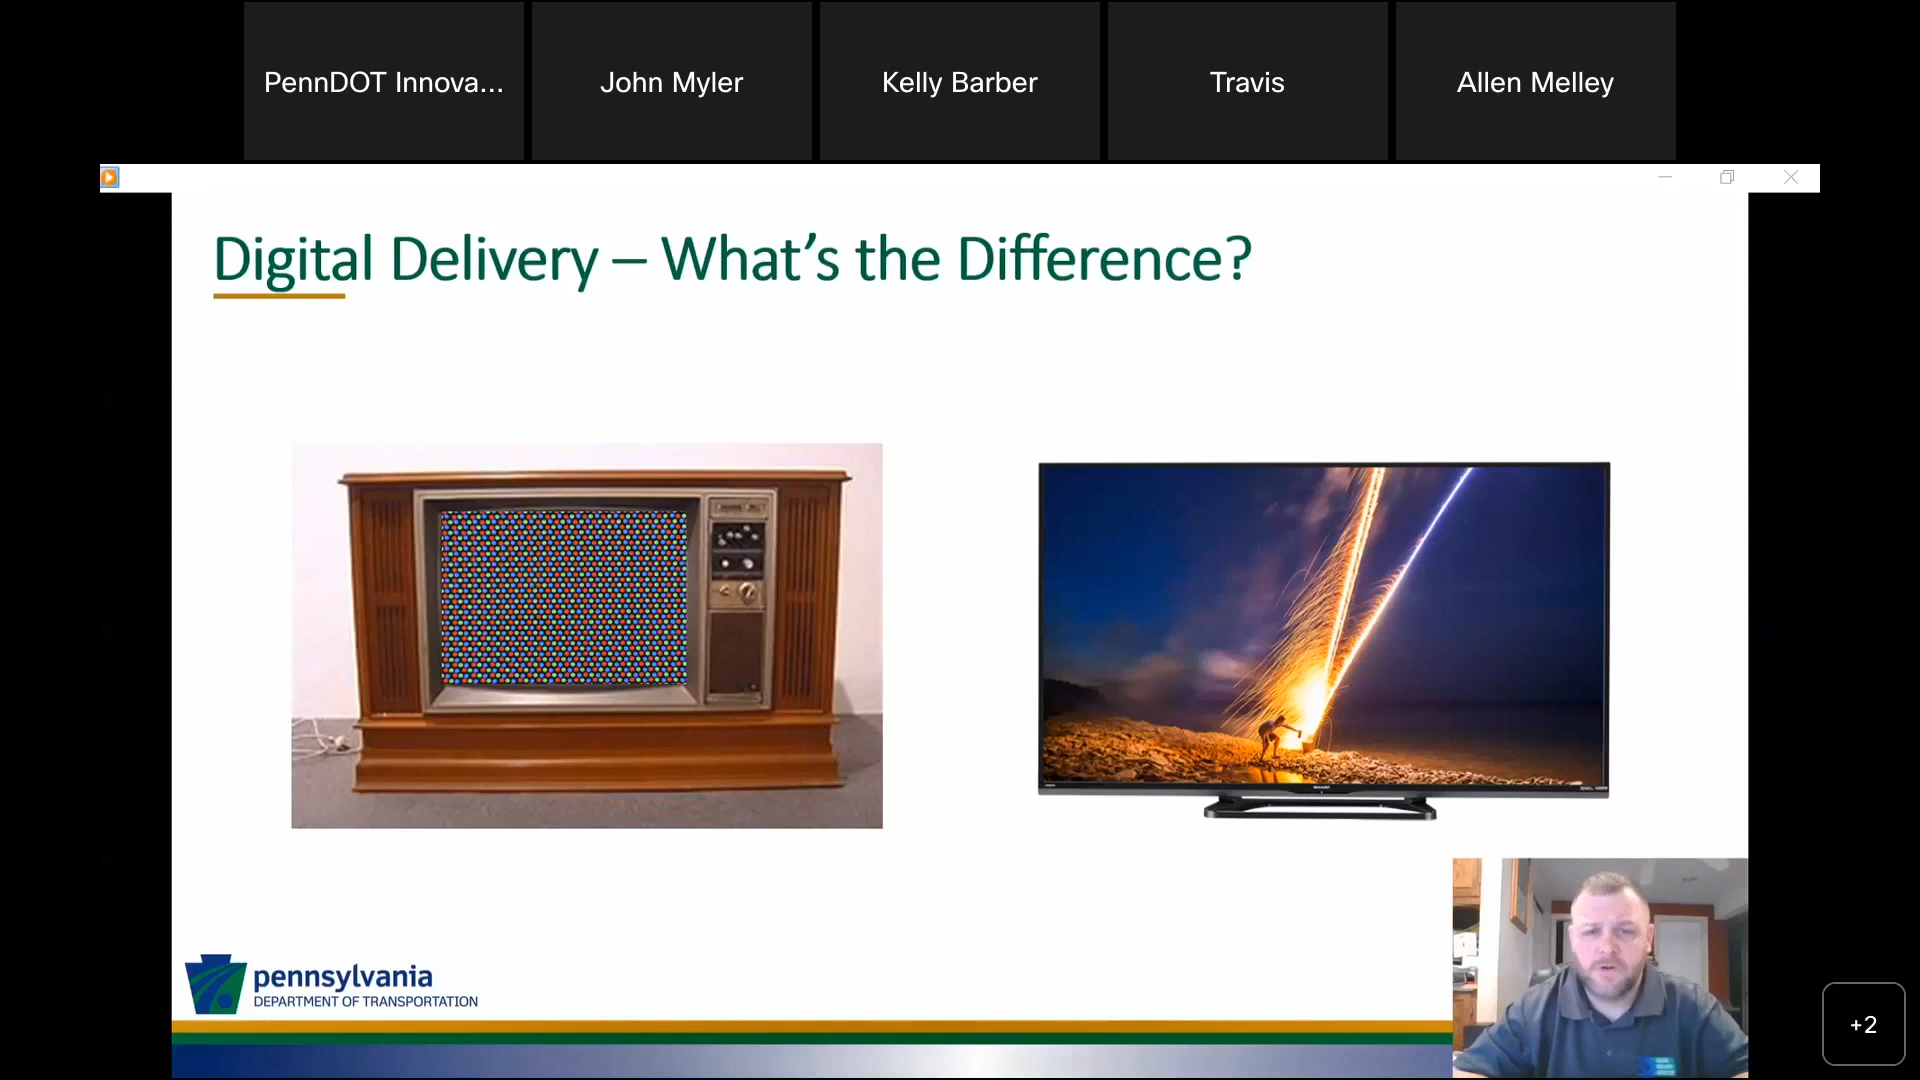 PennDOT Innova...
John Myler
Kelly Barber
Travis
Allen Melley
Digital Delivery – What's the Difference?
SHARP
pennsylvania
DEPARTMENT OF TRANSPORTATION
+2